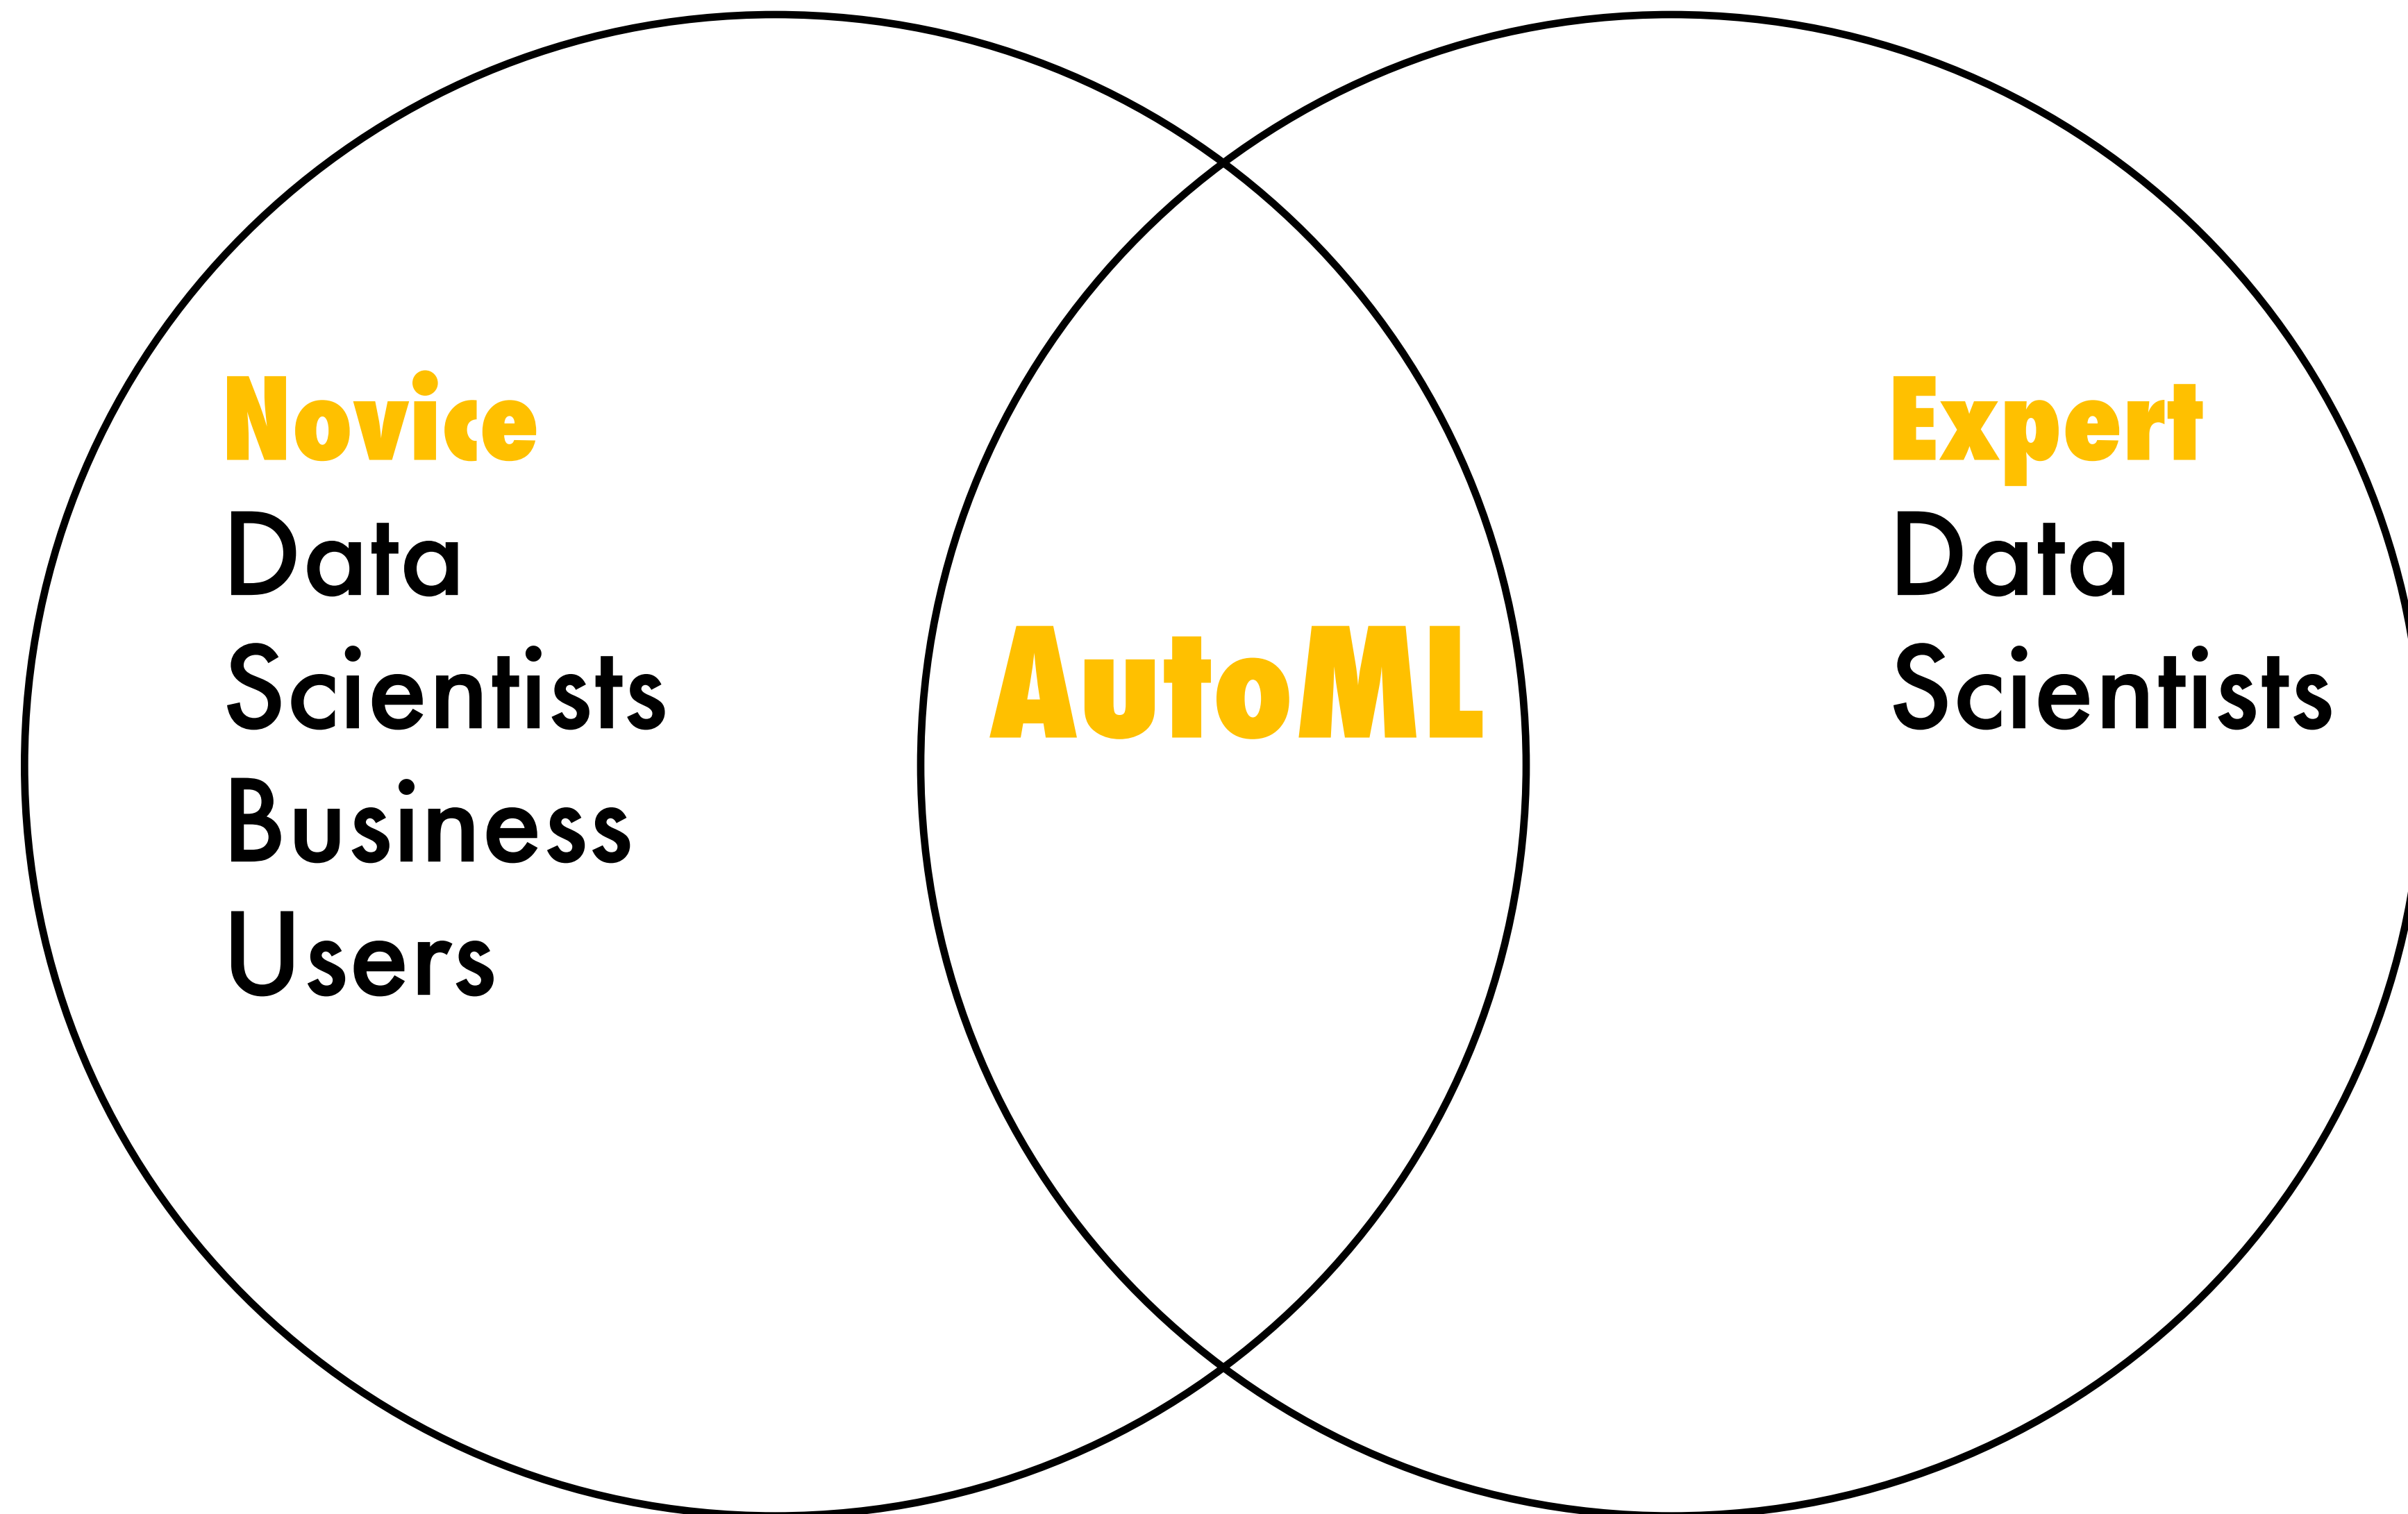 Novice
Data
Scientists
Business
Users
AutoML
Expert
Data
Scientists